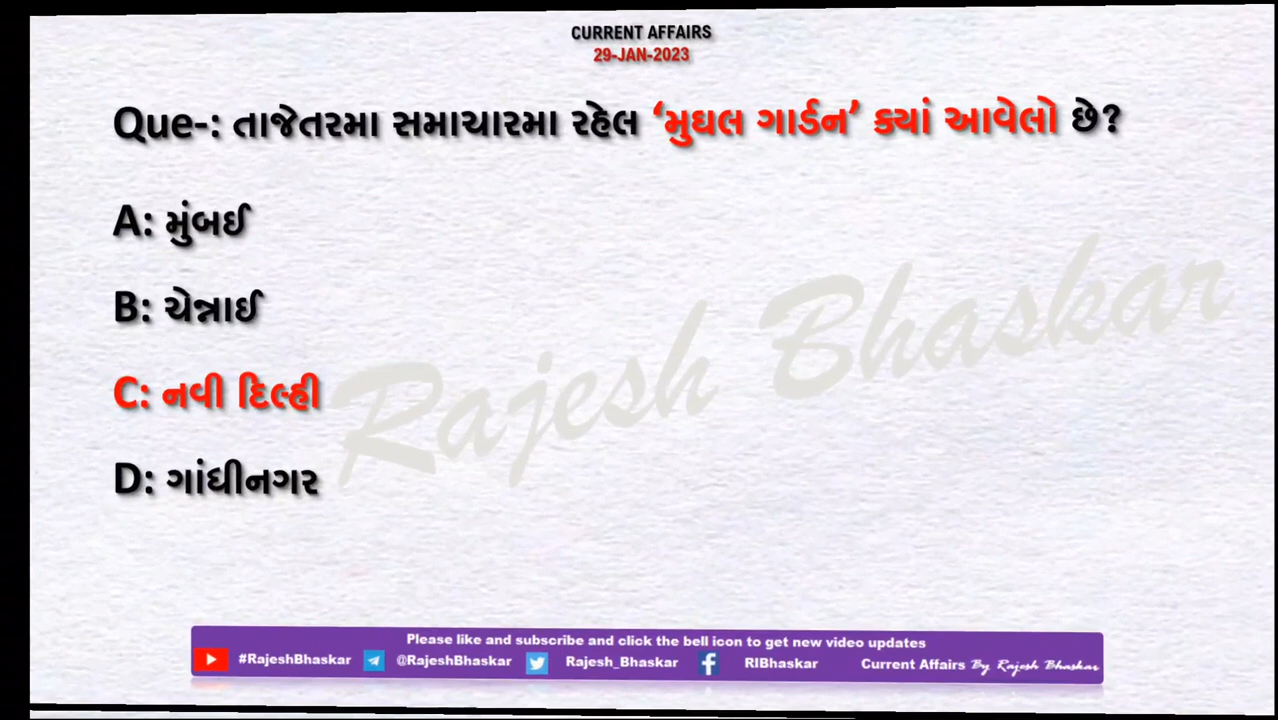 CURRENT AFFAIRS
29-JAN-2023
Que-: તાજેતરમા સમાચારમા રહેલ ‘મુઘલ ગાર્ડન’ ક્યાં આવેલો છે?
A: મુંબઈ
B: ચેન્નાઈ
C: નવી દિલ્હી
D: ગાંધીનગર
Rajesh Bhaskar
Please like and subscribe and click the bell icon to get new video updates
#RajeshBhaskar @RajeshBhaskar Rajesh_Bhaskar RIBhaskar Current Affairs By Rajesh Bhaskar